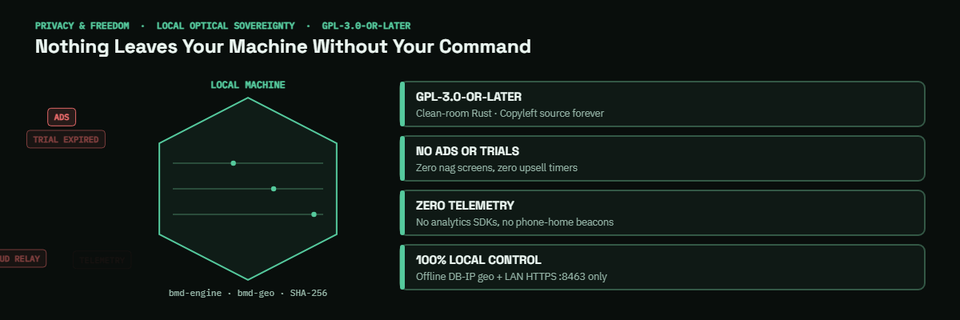 PRIVACY & FREEDOM · LOCAL OPTICAL SOVEREIGNTY · GPL-3.0-OR-LATER
Nothing Leaves Your Machine Without Your Command
LOCAL MACHINE
ADS
TRIAL EXPIRED
UD RELAY
bmd-engine · bmd-geo · SHA-256
GPL-3.0-OR-LATER
Clean-room Rust · Copyleft source forever
NO ADS OR TRIALS
Zero nag screens, zero upsell timers
ZERO TELEMETRY
No analytics SDKs, no phone-home beacons
100% LOCAL CONTROL
Offline DB-IP geo + LAN HTTPS :8463 only